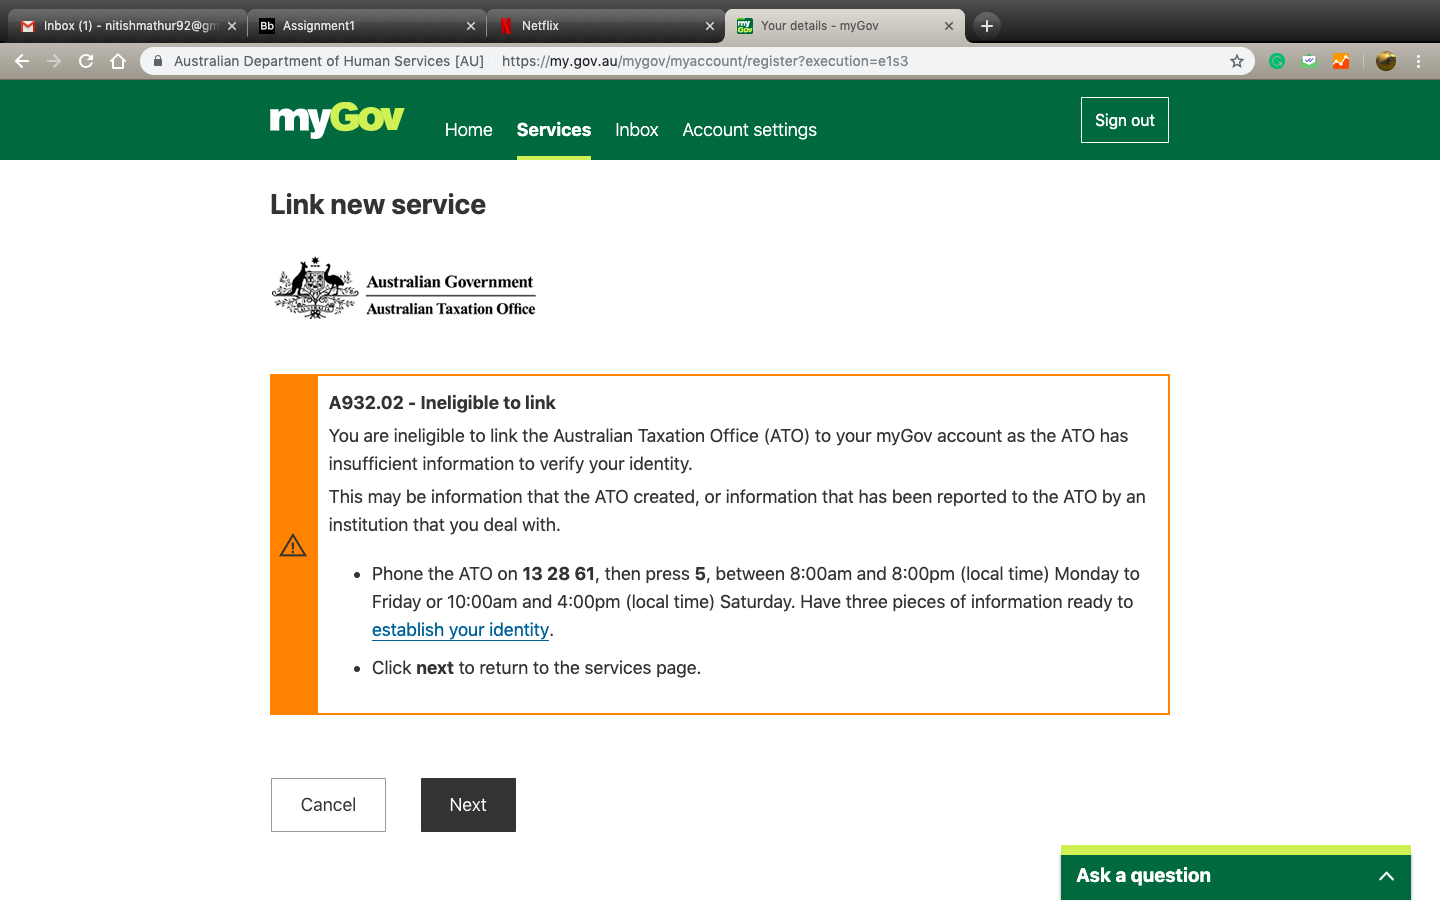 Inbox (1) - nitishmathur92@gm
Bb Assignment1
Netflix
my Gov Your details - myGov
Australian Department of Human Services [AU] https://my.gov.au/mygov/myaccount/register?execution=e1s3
myGov Home Services Inbox Account settings Sign out
Link new service
Australian Government
Australian Taxation Office
A932.02 - Ineligible to link
You are ineligible to link the Australian Taxation Office (ATO) to your myGov account as the ATO has
insufficient information to verify your identity.
This may be information that the ATO created, or information that has been reported to the ATO by an
institution that you deal with.
• Phone the ATO on 13 28 61, then press 5, between 8:00am and 8:00pm (local time) Monday to
Friday or 10:00am and 4:00pm (local time) Saturday. Have three pieces of information ready to
establish your identity.
• Click next to return to the services page.
Cancel Next
Ask a question